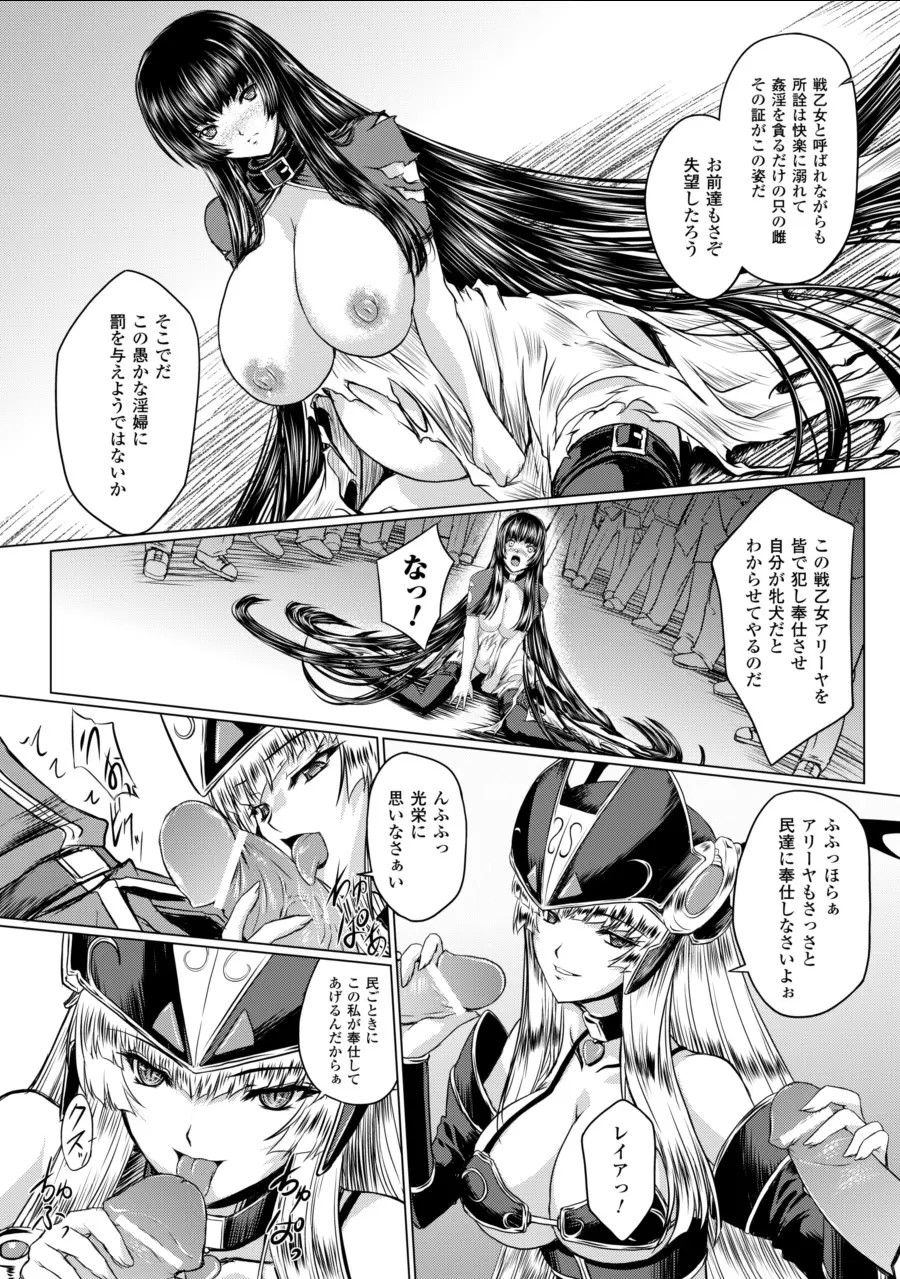 戦乙女と呼ばれながらも
所詮は快楽に溺れて
姦淫を貪るだけの只の雌
その証がこの姿だ
お前達もさぞ
失望したろう
そこでだ
この愚かな淫婦に
罰を与えようではないか
この戦乙女アリーヤを
皆で犯し奉仕させ
自分が牝犬だと
わからせてやるのだ
なっ!
ふふっほらぁ
アリーヤもさっさと
民達に奉仕しなさいよぉ
んふふっ
光栄に
思いなさぁい
レイアっ!
民ごときに
この私が奉仕して
あげるんだからぁ
クスッ